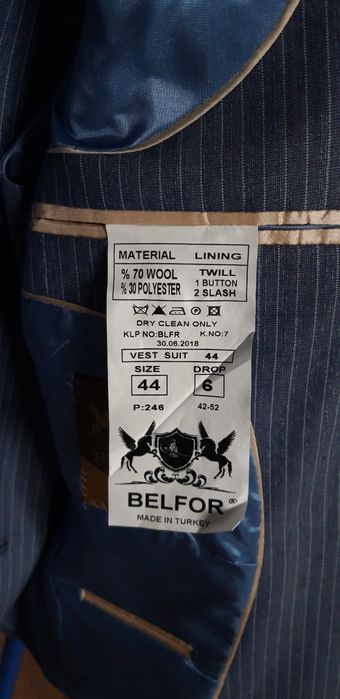 MATERIAL LINING
% 70 WOOL TWILL
% 30 POLYESTER 1 BUTTON
2 SLASH
DRY CLEAN ONLY
KLP NO:BLFR K.NO:7
30.06.2018
VEST SUIT 44
SIZE DROP
44 6
P:246 42-52
BELFOR ®
MADE IN TURKEY